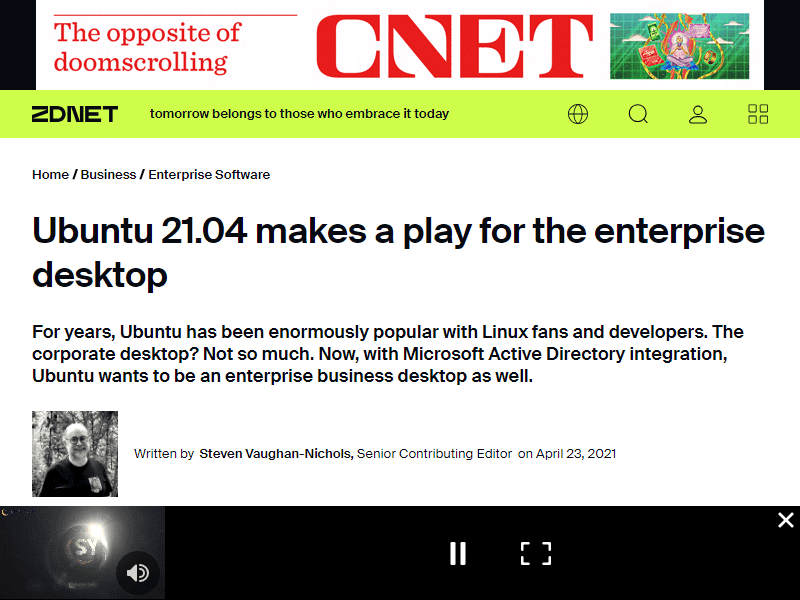 The opposite of
doomscrolling
CNET
ZDNET
tomorrow belongs to those who embrace it today
Home / Business / Enterprise Software
Ubuntu 21.04 makes a play for the enterprise
desktop
For years, Ubuntu has been enormously popular with Linux fans and developers. The
corporate desktop? Not so much. Now, with Microsoft Active Directory integration,
Ubuntu wants to be an enterprise business desktop as well.
Written by Steven Vaughan-Nichols, Senior Contributing Editor on April 23, 2021
SY